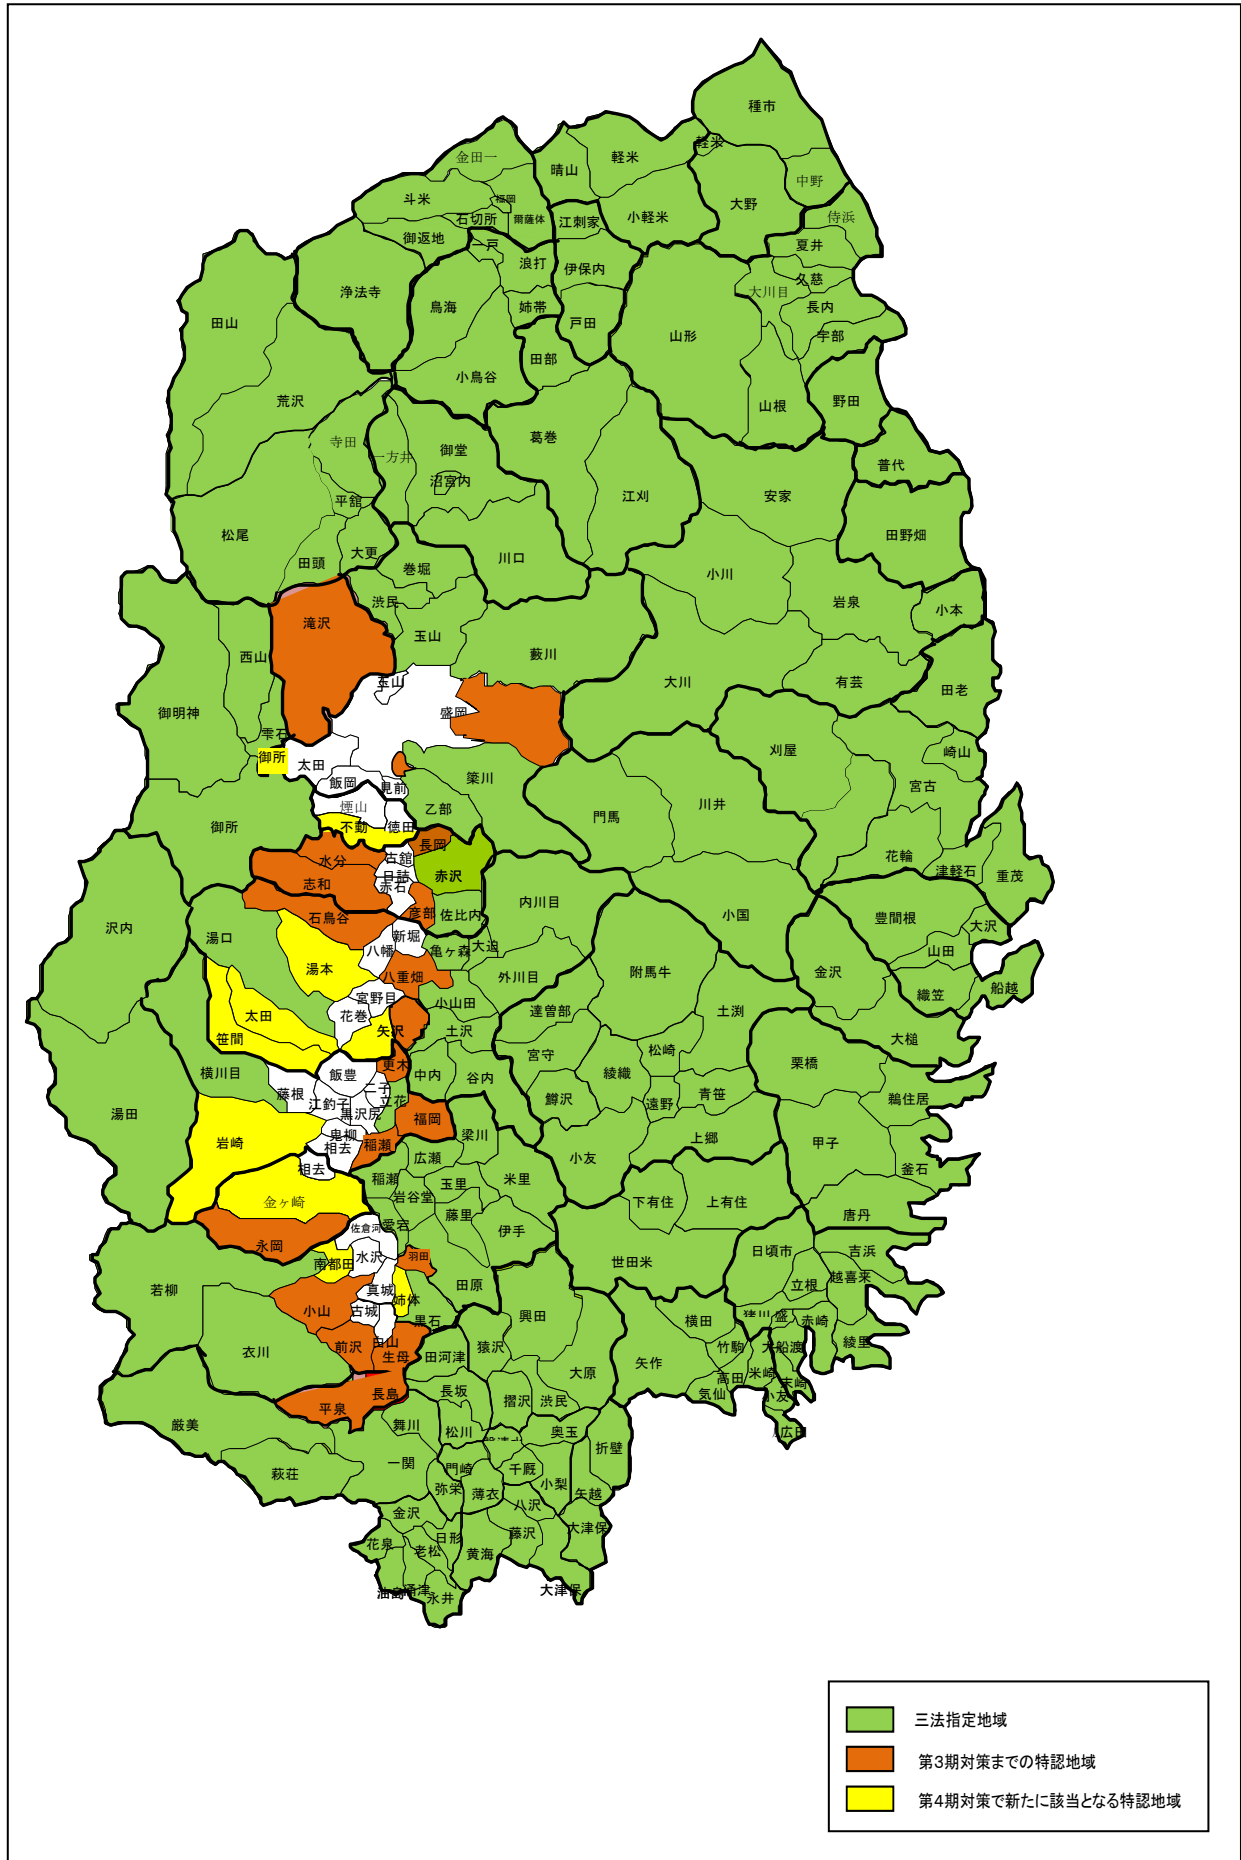 種市
軽米
軽米
金田一
晴山
中野
斗米
福岡
大野
石切所
爾薩体
江刺家
小軽米
侍浜
御返地
一戸
夏井
浪打
伊保内
久慈
浄法寺
大川目
鳥海
姉帯
長内
田山
戸田
山形
宇部
田部
小鳥谷
荒沢
山根
野田
葛巻
寺田
一方井
御堂
普代
沼宮内
江刈
安家
平舘
松尾
田野畑
大更
川口
田頭
巻堀
小川
渋民
岩泉
小本
滝沢
玉山
西山
藪川
大川
有芸
玉山
田老
御明神
盛岡
雫石
刈屋
崎山
御所
太田
飯岡
見前
簗川
宮古
煙山
乙部
川井
門馬
御所
不動
徳田
長岡
水分
古舘
花輪
日詰
赤沢
津軽石
志和
赤石
重茂
内川目
石鳥谷
彦部
佐比内
小国
豊間根
沢内
大沢
湯口
新堀
八幡
亀ヶ森
大迫
山田
湯本
八重畑
外川目
附馬牛
金沢
船越
宮野目
織笠
小山田
達曽部
太田
花巻
土渕
矢沢
土沢
笹間
大槌
宮守
松崎
栗橋
更木
横川目
飯豊
中内
谷内
綾織
藤根
二子
青笹
江釣子
立花
鱒沢
遠野
鵜住居
湯田
黒沢尻
福岡
鬼柳
梁川
上郷
甲子
岩崎
相去
稲瀬
広瀬
小友
相去
釜石
稲瀬
玉里
米里
金ヶ崎
岩谷堂
下有住
上有住
藤里
唐丹
佐倉河
愛宕
伊手
永岡
水沢
羽田
日頃市
吉浜
南都田
世田米
若柳
真城
田原
立根
越喜来
姉体
小山
古城
黒石
興田
横田
猪川
盛
赤崎
前沢
白山
猿沢
竹駒
大船渡
綾里
衣川
生母
田河津
矢作
大原
米崎
長島
長坂
高田
末崎
平泉
摺沢
渋民
気仙
小友
厳美
舞川
松川
奥玉
広田
折壁
一関
門崎
千厩
萩荘
小梨
弥栄
薄衣
矢越
八沢
金沢
大津保
花泉
日形
藤沢
老松
黄海
油島
涌津
永井
大津保
三法指定地域
第3期対策までの特認地域
第4期対策で新たに該当となる特認地域